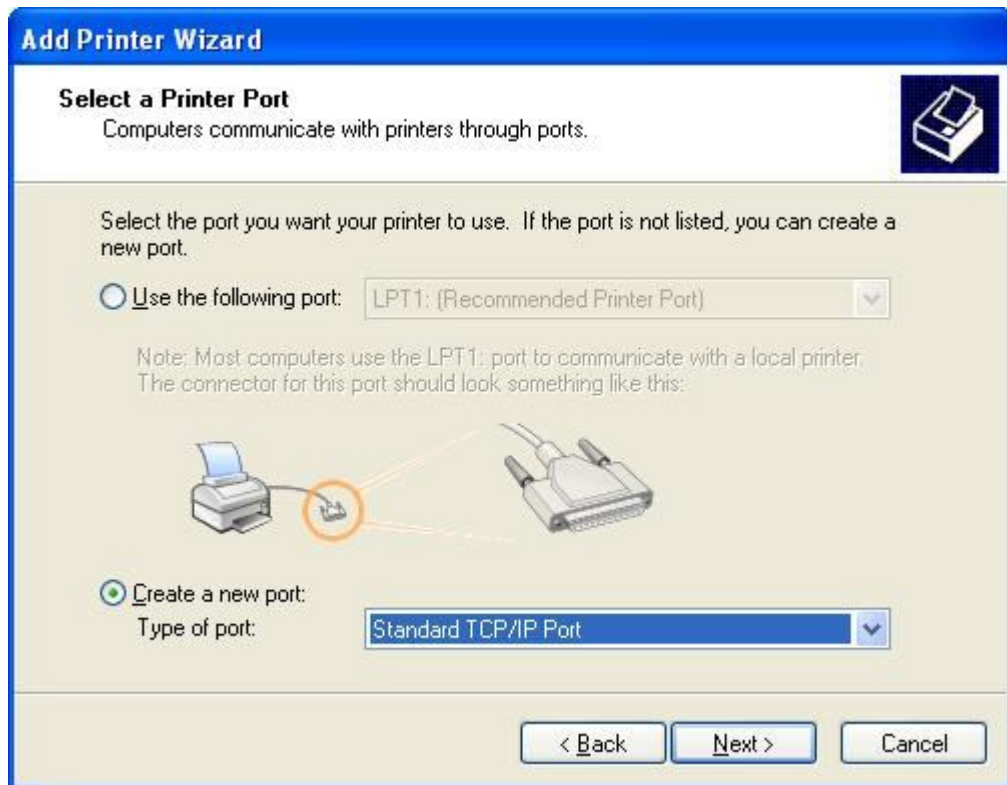 Add Printer Wizard
Select a Printer Port
Computers communicate with printers through ports.
Select the port you want your printer to use.  If the port is not listed, you can create a
new port.
Use the following port:
LPT1: (Recommended Printer Port)
Note: Most computers use the LPT1: port to communicate with a local printer.
The connector for this port should look something like this:
Create a new port:
Type of port:
Standard TCP/IP Port
< Back
Next >
Cancel